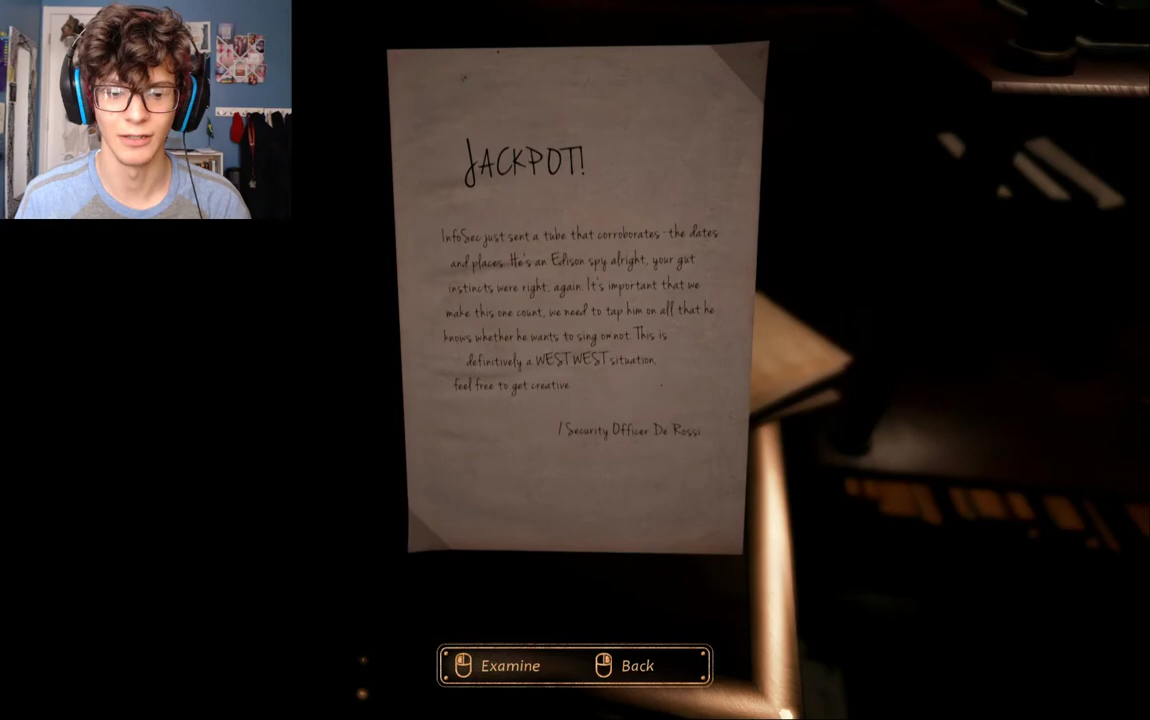 JACKPOT!
InfoSec just sent a tube that corroborates the dates
and places. He's an Edison spy alright, your gut
instincts were right, again. It's important that we
make this one count, we need to tap him on all that he
knows whether he wants to sing or not. This is
definitively a WESTWEST situation,
feel free to get creative
/ Security Officer De Rossi
Examine Back